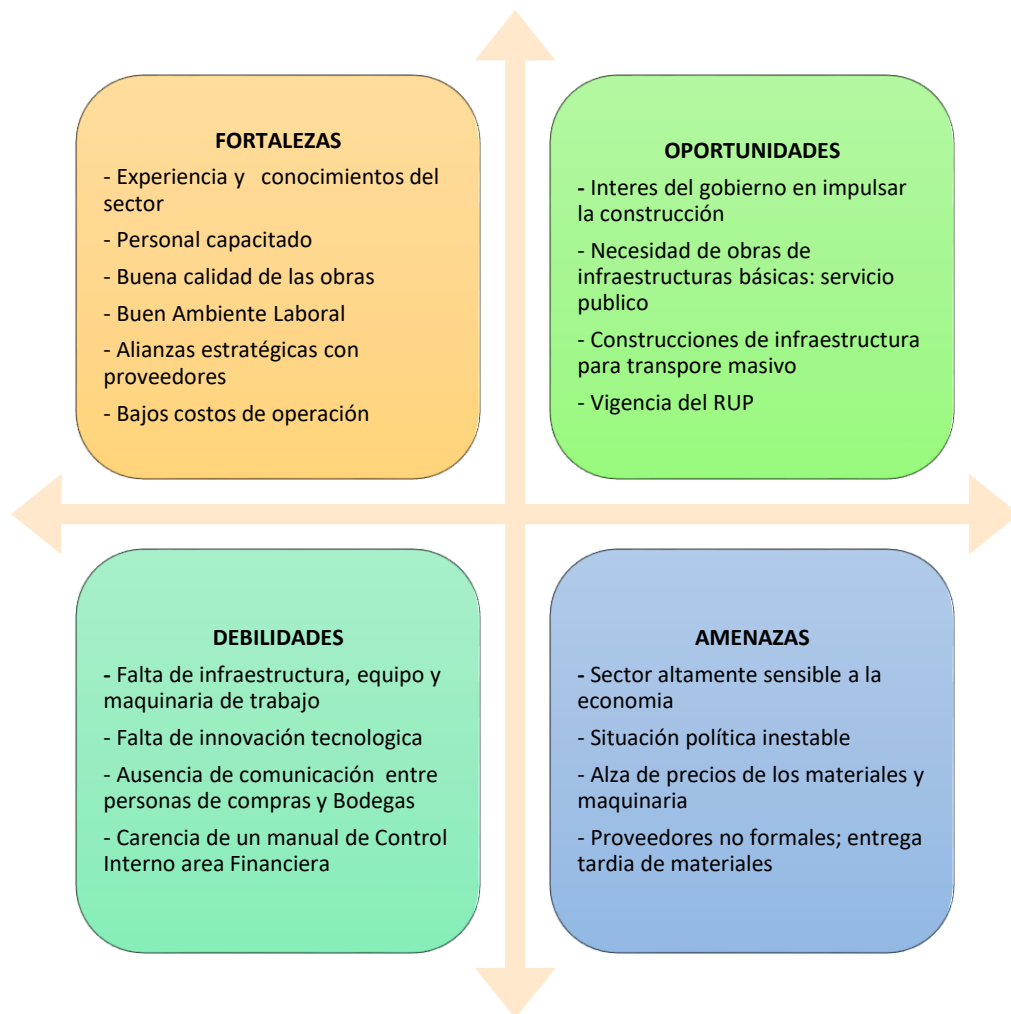 FORTALEZAS
- Experiencia y   conocimientos del
sector
- Personal capacitado
- Buena calidad de las obras
- Buen Ambiente Laboral
- Alianzas estratégicas con
proveedores
- Bajos costos de operación
OPORTUNIDADES
- Interes del gobierno en impulsar
la construcción
- Necesidad de obras de
infraestructuras básicas: servicio
publico
- Construcciones de infraestructura
para transpore masivo
- Vigencia del RUP
DEBILIDADES
- Falta de infraestructura, equipo y
maquinaria de trabajo
- Falta de innovación tecnologica
- Ausencia de comunicación  entre
personas de compras y Bodegas
- Carencia de un manual de Control
Interno area Financiera
AMENAZAS
- Sector altamente sensible a la
economia
- Situación política inestable
- Alza de precios de los materiales y
maquinaria
- Proveedores no formales; entrega
tardia de materiales